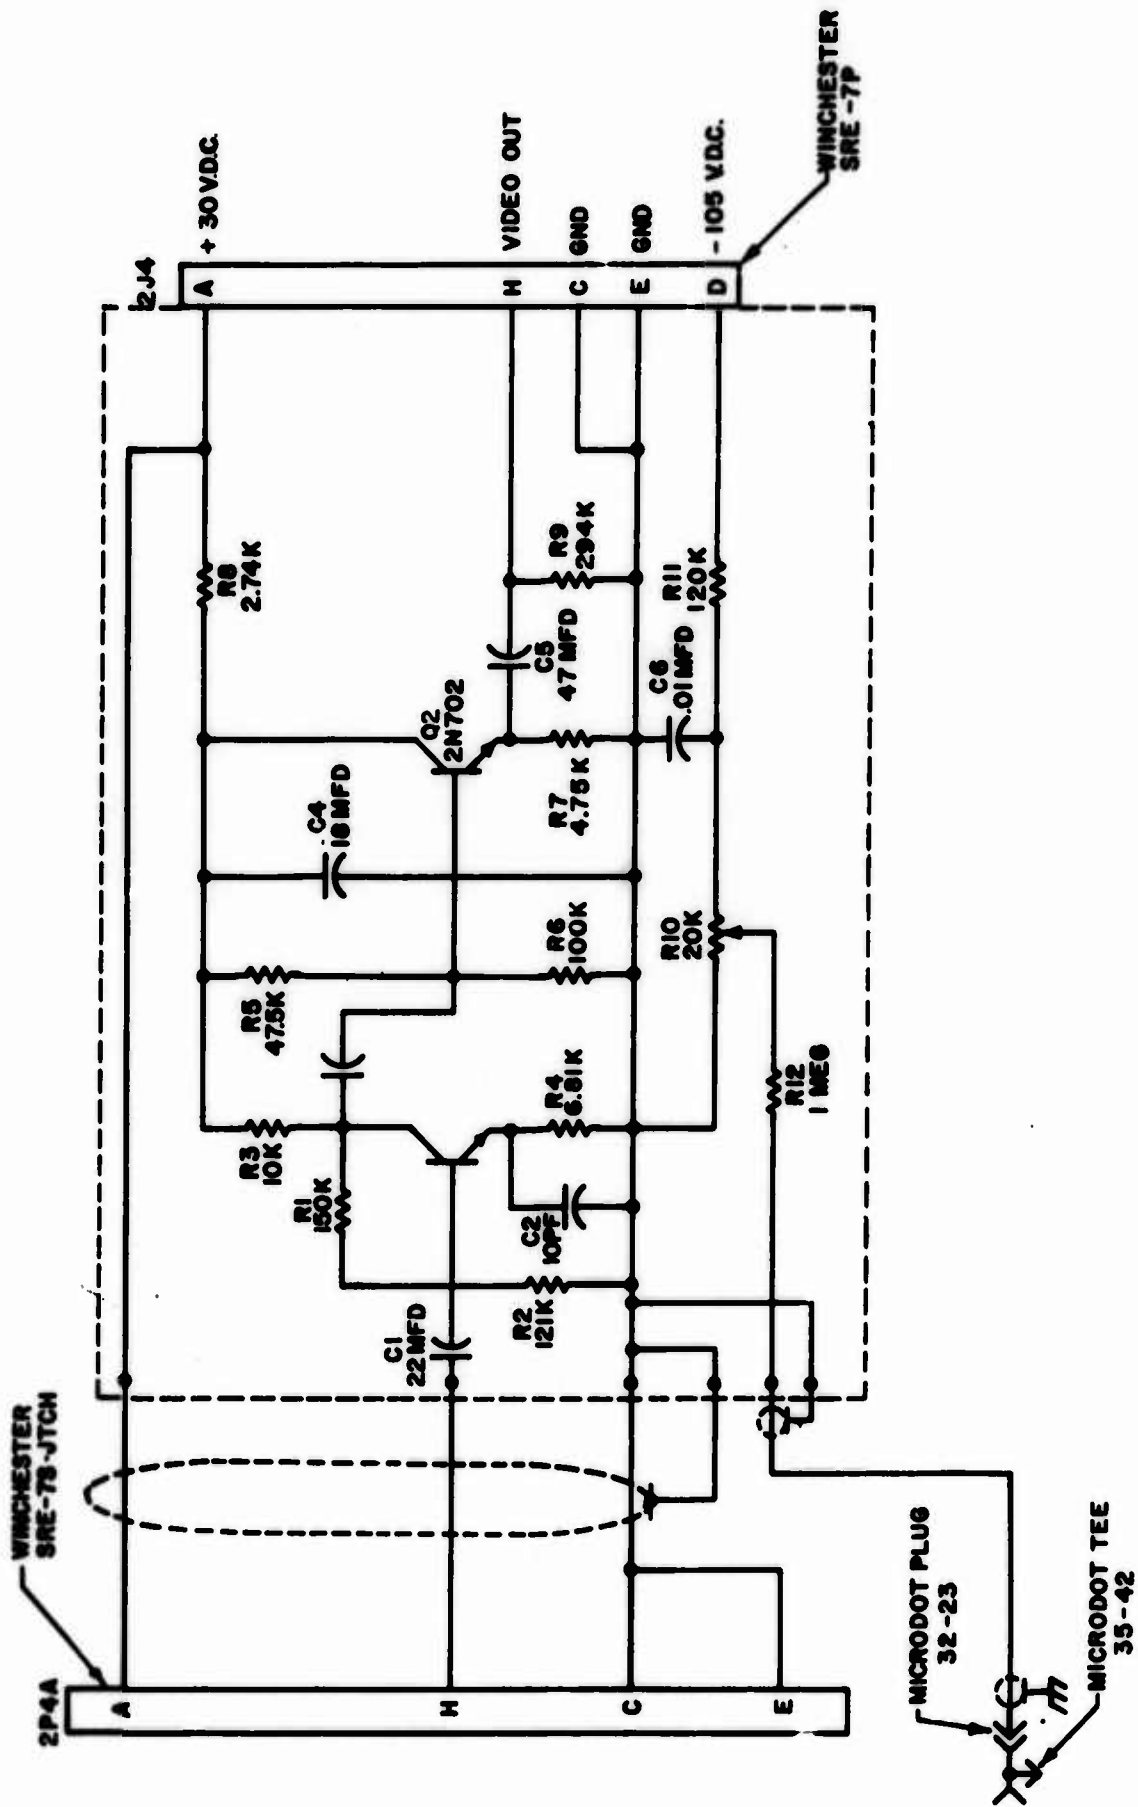 WINCHESTER
SRE-7S-JTCH
2P4A
A
H
C
E
C1
22 MFD
R2
121K
R1
150K
C2
10PF
R3
10K
R4
6.81K
R5
47.5K
R6
100K
C4
18 MFD
Q2
2N702
R7
4.75K
C5
47 MFD
R8
2.74K
R9
294K
C6
.01 MFD
R10
20K
R11
120K
R12
1 MEG
2J4
A
H
C
E
D
+ 30 V.D.C.
VIDEO OUT
GND
GND
- 105 V.D.C.
WINCHESTER
SRE-7P
MICRODOT PLUG
32-23
MICRODOT TEE
35-42